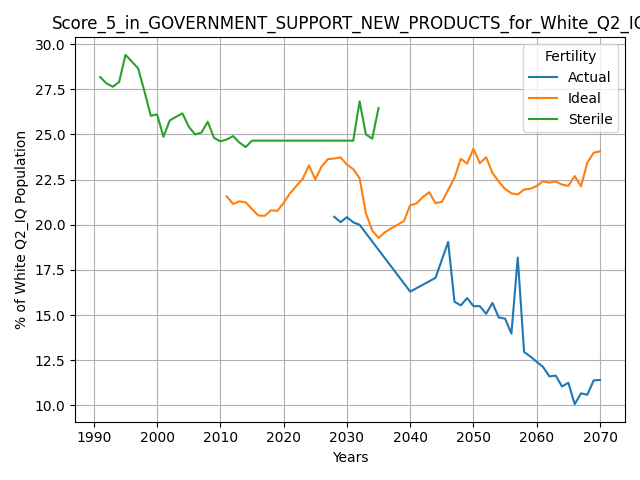 Score_5_in_GOVERNMENT_SUPPORT_NEW_PRODUCTS_for_White_Q2_IQ
Fertility
Actual
Ideal
Sterile
% of White Q2_IQ Population
30.0
27.5
25.0
22.5
20.0
17.5
15.0
12.5
10.0
1990 2000 2010 2020 2030 2040 2050 2060 2070
Years